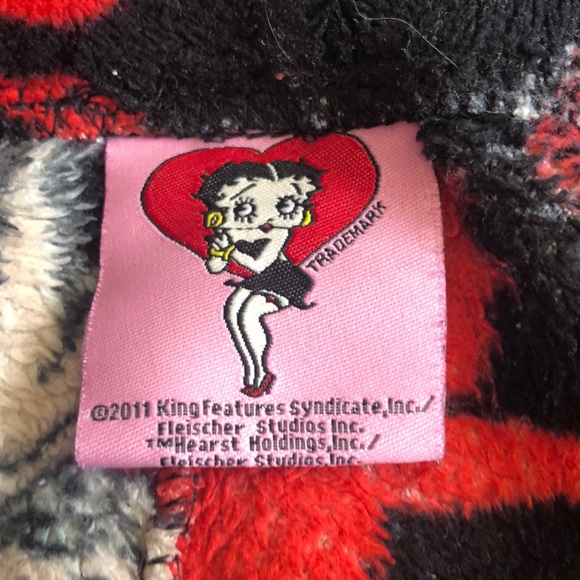 TRADEMARK
©2011 King Features Syndicate, Inc./
Fleischer Studios Inc.
™Hearst Holdings, Inc./
Fleischer Studios Inc.